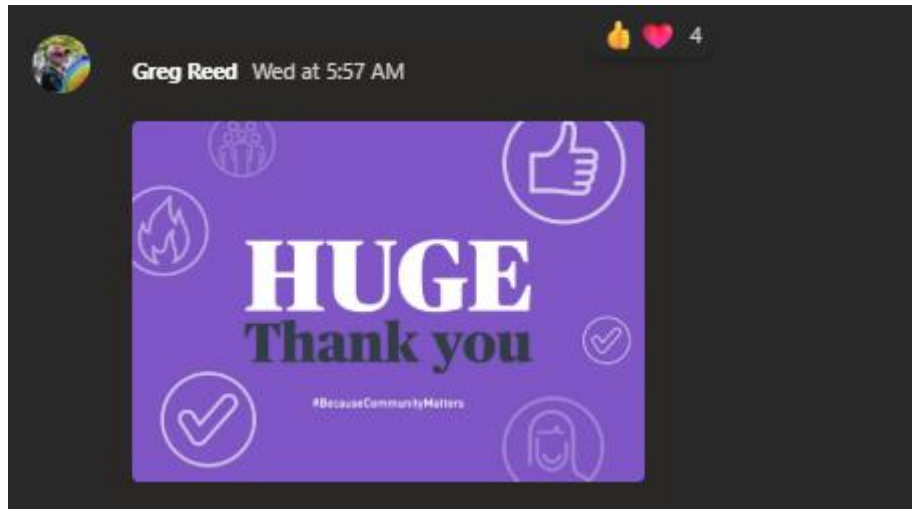 4
Greg Reed Wed at 5:57 AM
HUGE
Thank you
#BecauseCommunityMatters